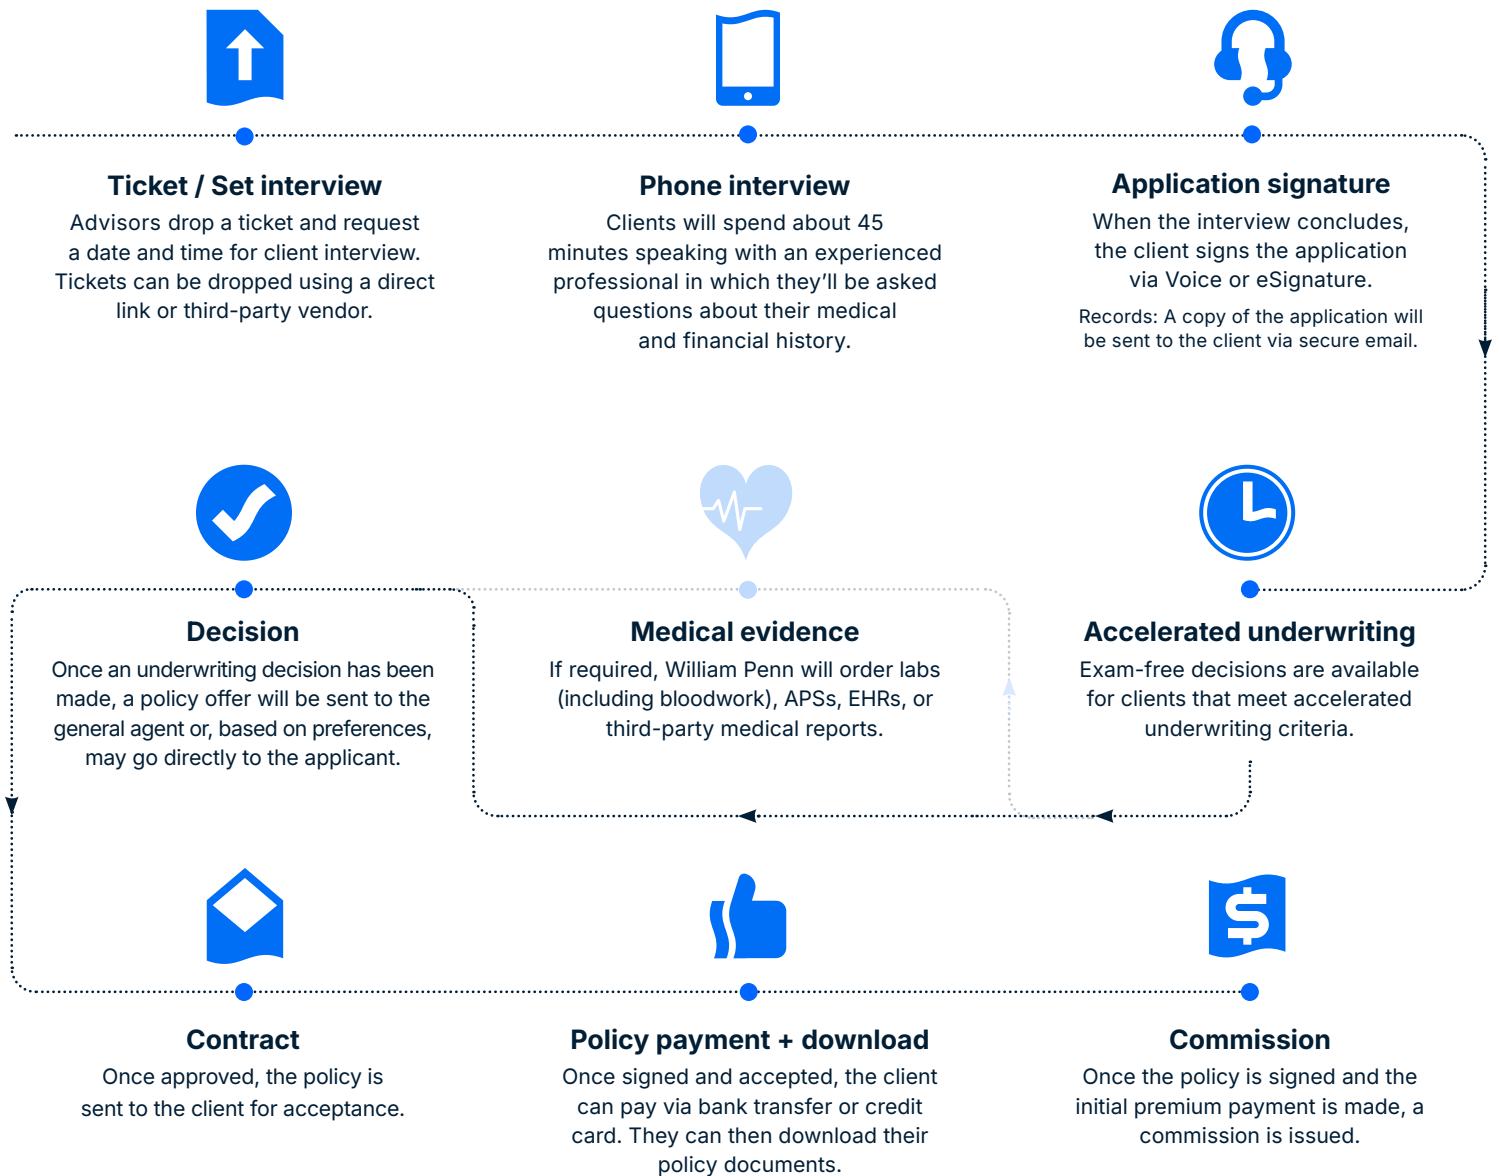 Ticket / Set interview
Advisors drop a ticket and request
a date and time for client interview.
Tickets can be dropped using a direct
link or third-party vendor.
Phone interview
Clients will spend about 45
minutes speaking with an experienced
professional in which they’ll be asked
questions about their medical
and financial history.
Application signature
When the interview concludes,
the client signs the application
via Voice or eSignature.
Records: A copy of the application will
be sent to the client via secure email.
Accelerated underwriting
Exam-free decisions are available
for clients that meet accelerated
underwriting criteria.
Medical evidence
If required, William Penn will order labs
(including bloodwork), APSs, EHRs, or
third-party medical reports.
Decision
Once an underwriting decision has been
made, a policy offer will be sent to the
general agent or, based on preferences,
may go directly to the applicant.
Contract
Once approved, the policy is
sent to the client for acceptance.
Policy payment + download
Once signed and accepted, the client
can pay via bank transfer or credit
card. They can then download their
policy documents.
Commission
Once the policy is signed and the
initial premium payment is made, a
commission is issued.